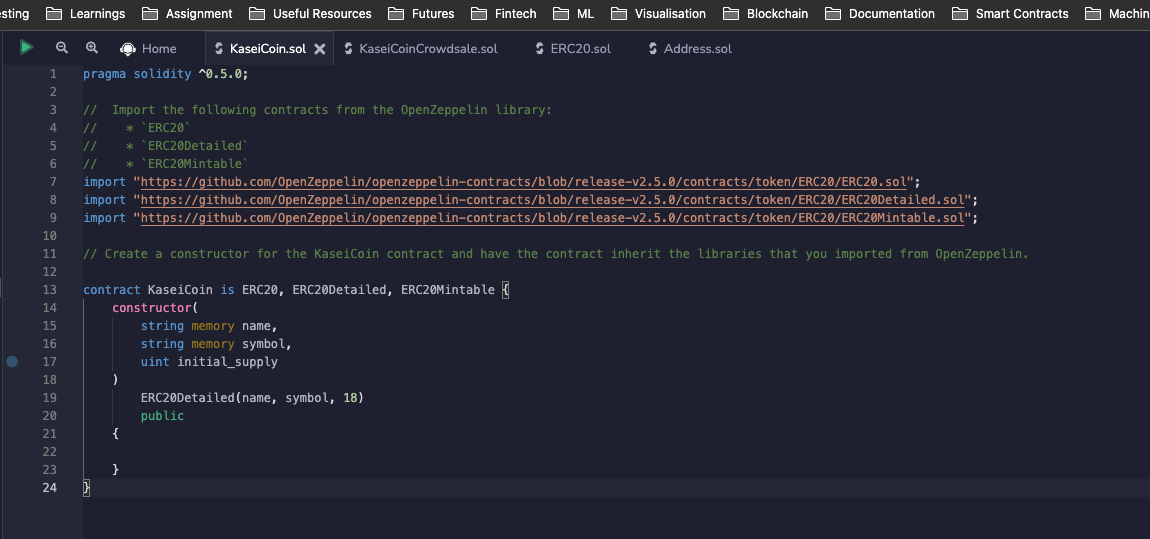 sting Learnings Assignment Useful Resources Futures Fintech ML Visualisation Blockchain Documentation Smart Contracts Machin
Home KaseiCoin.sol KaseiCoinCrowdsale.sol ERC20.sol Address.sol
1 pragma solidity ^0.5.0;
2
3 //  Import the following contracts from the OpenZeppelin library:
4 //    * `ERC20`
5 //    * `ERC20Detailed`
6 //    * `ERC20Mintable`
7 import "https://github.com/OpenZeppelin/openzeppelin-contracts/blob/release-v2.5.0/contracts/token/ERC20/ERC20.sol";
8 import "https://github.com/OpenZeppelin/openzeppelin-contracts/blob/release-v2.5.0/contracts/token/ERC20/ERC20Detailed.sol";
9 import "https://github.com/OpenZeppelin/openzeppelin-contracts/blob/release-v2.5.0/contracts/token/ERC20/ERC20Mintable.sol";
10
11 // Create a constructor for the KaseiCoin contract and have the contract inherit the libraries that you imported from OpenZeppelin.
12
13 contract KaseiCoin is ERC20, ERC20Detailed, ERC20Mintable {
14     constructor(
15         string memory name,
16         string memory symbol,
17         uint initial_supply
18     )
19         ERC20Detailed(name, symbol, 18)
20         public
21     {
22
23     }
24 }